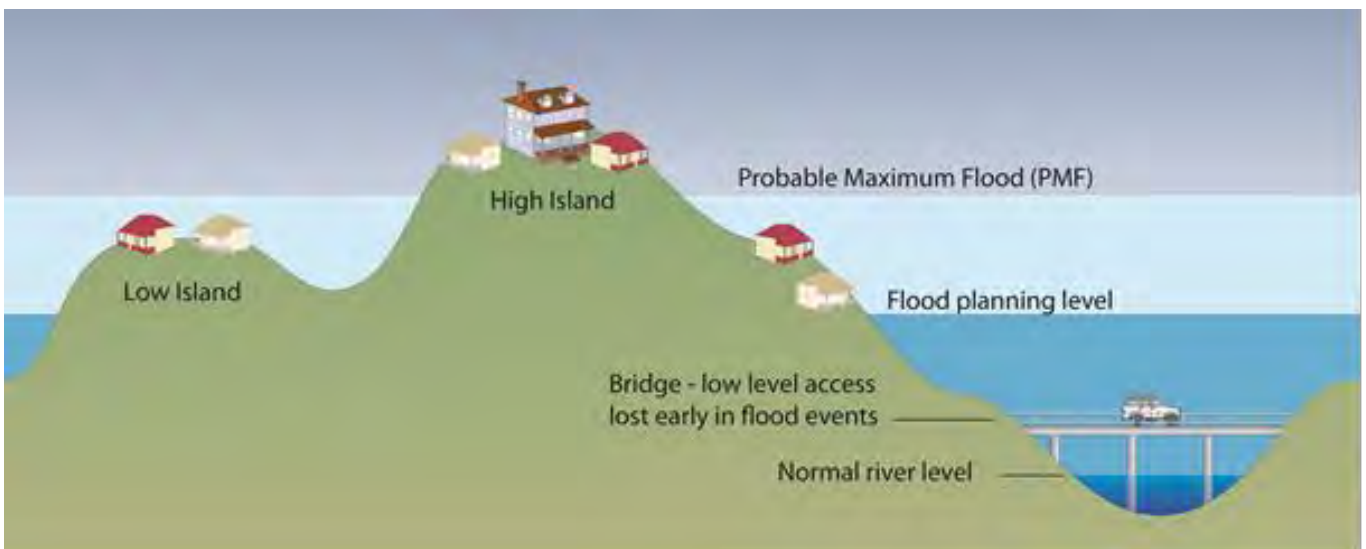 Probable Maximum Flood (PMF)
High Island
Low Island
Flood planning level
Bridge - low level access
lost early in flood events
Normal river level